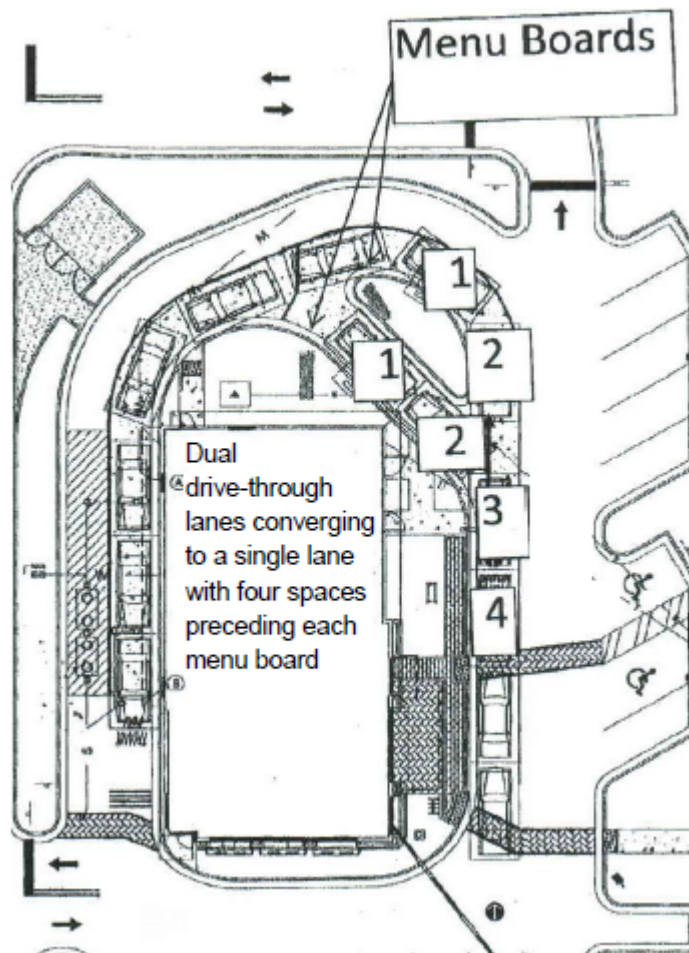 Menu Boards
1
1
2
2
Dual
drive-through
lanes converging
to a single lane
with four spaces
preceding each
menu board
A
3
4
B